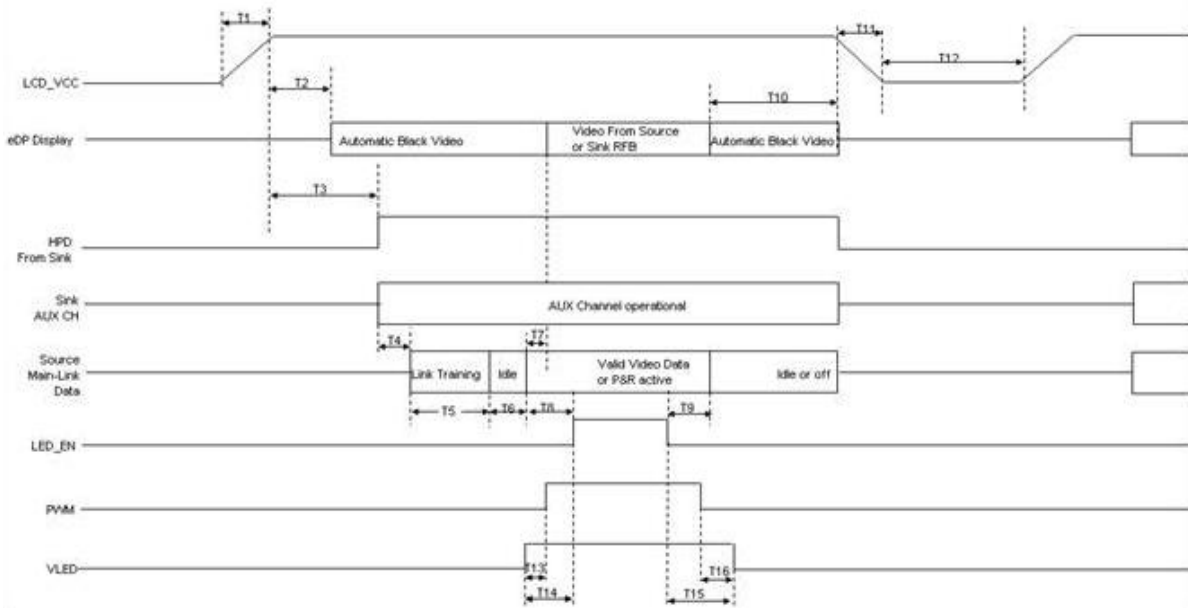 T1
T11
T12
LCD_VCC
T2
T10
eDP Display
Automatic Black Video
Video From Source
or Sink RFB
Automatic Black Video
T3
HPD
From Sink
Sink
AUX CH
AUX Channel operational
T4
T7
Source
Main-Link
Data
Link Training
Idle
Valid Video Data
or PSR active
Idle or off
T5
T6
T8
T9
LED_EN
PWM
VLED
T13
T16
T14
T15